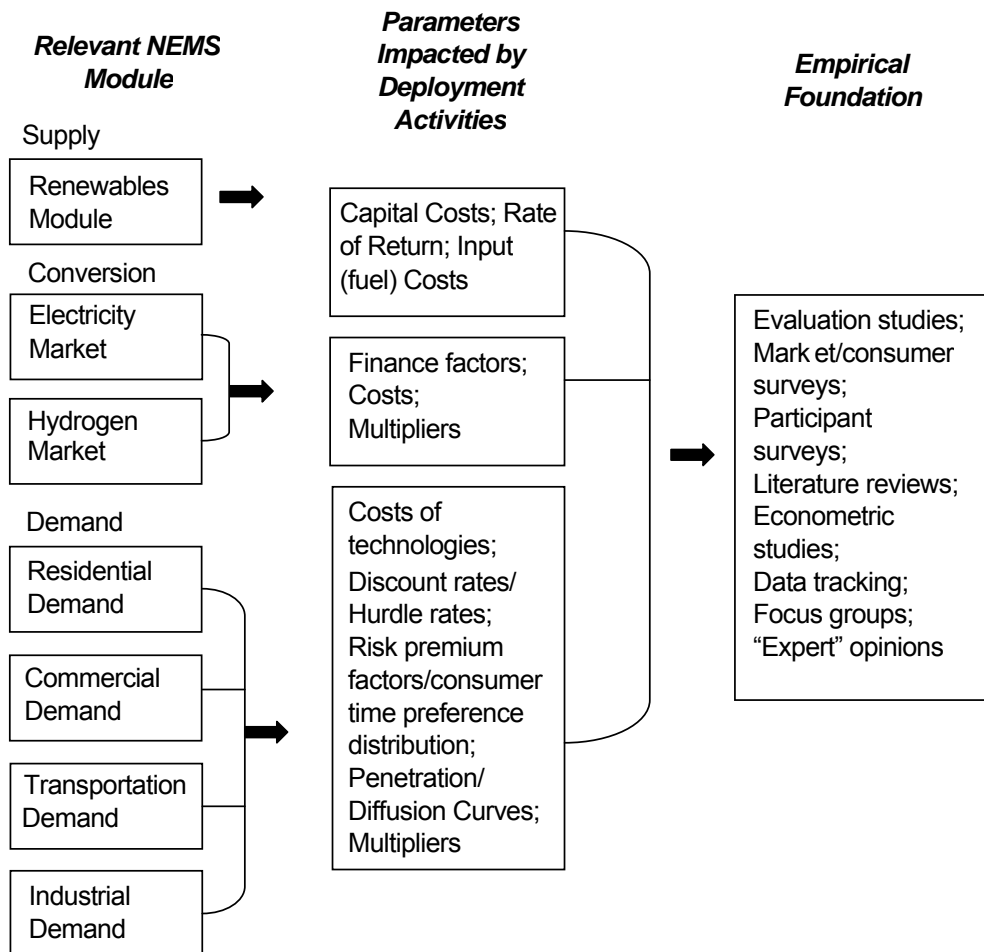 Relevant NEMS
Module
Parameters
Impacted by
Deployment
Activities
Empirical
Foundation
Supply
Renewables
Module
Conversion
Electricity
Market
Hydrogen
Market
Demand
Residential
Demand
Commercial
Demand
Transportation
Demand
Industrial
Demand
Capital Costs; Rate
of Return; Input
(fuel) Costs
Finance factors;
Costs;
Multipliers
Costs of
technologies;
Discount rates/
Hurdle rates;
Risk premium
factors/consumer
time preference
distribution;
Penetration/
Diffusion Curves;
Multipliers
Evaluation studies;
Mark et/consumer
surveys;
Participant
surveys;
Literature reviews;
Econometric
studies;
Data tracking;
Focus groups;
“Expert” opinions